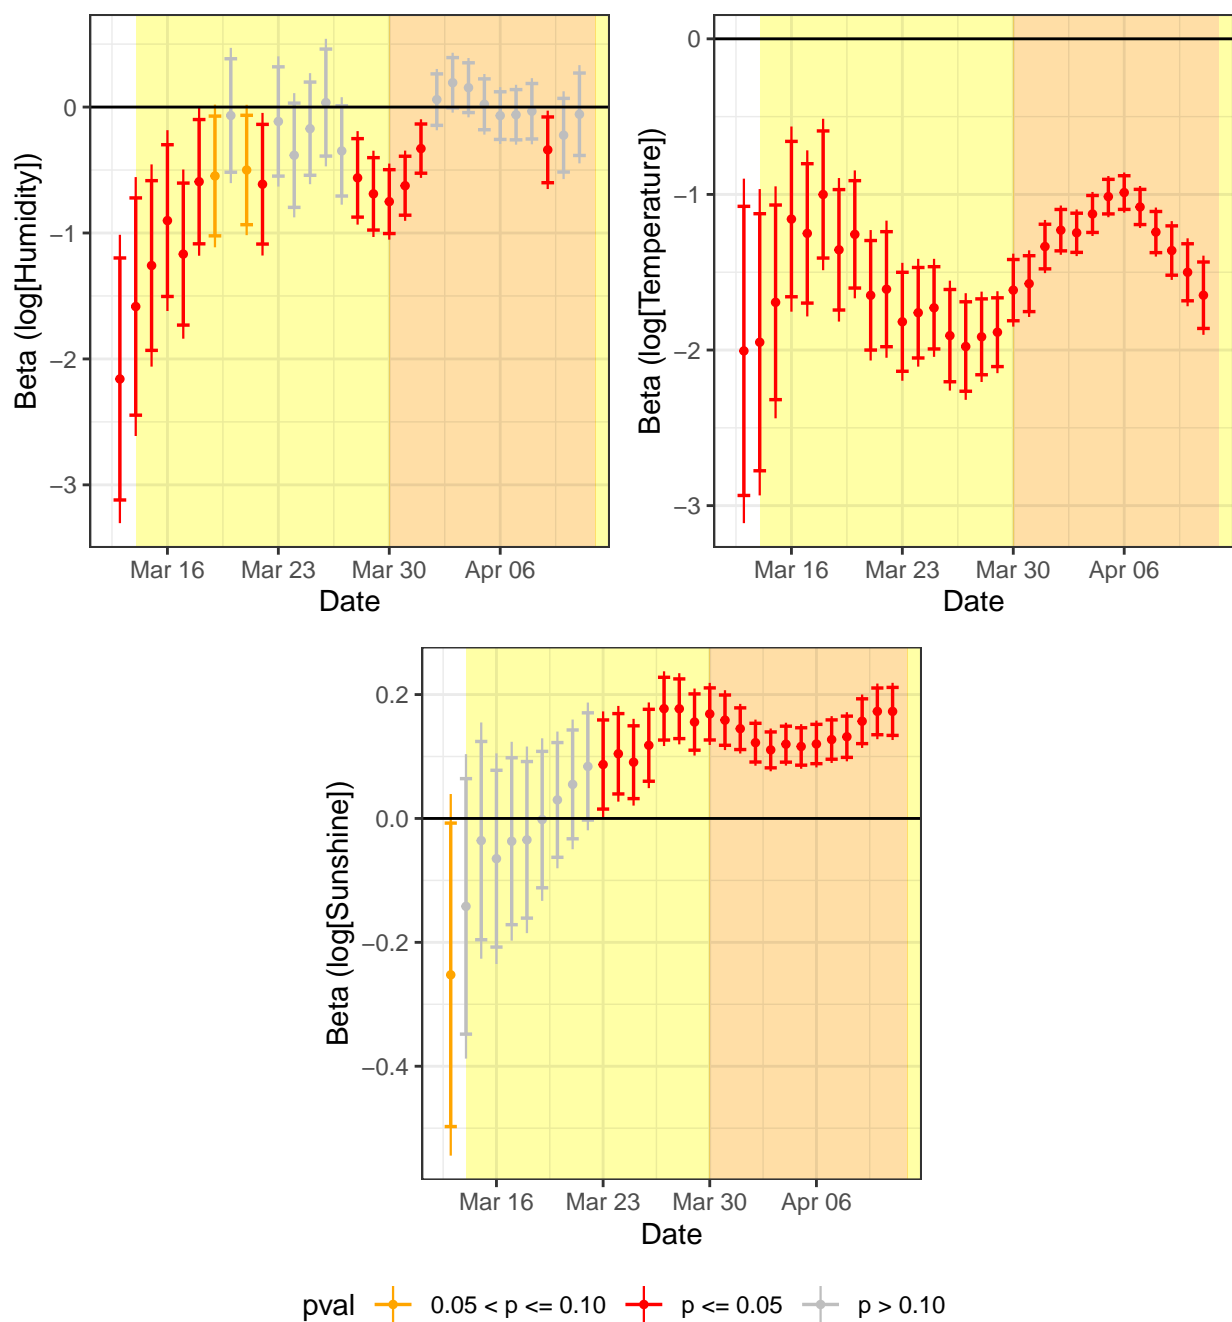 Beta (log[Humidity])
0
−1
−2
−3
Mar 16 Mar 23 Mar 30 Apr 06
Date
Beta (log[Temperature])
0
−1
−2
−3
Mar 16 Mar 23 Mar 30 Apr 06
Date
Beta (log[Sunshine])
0.2
0.0
−0.2
−0.4
Mar 16 Mar 23 Mar 30 Apr 06
Date
pval 0.05 < p <= 0.10 p <= 0.05 p > 0.10